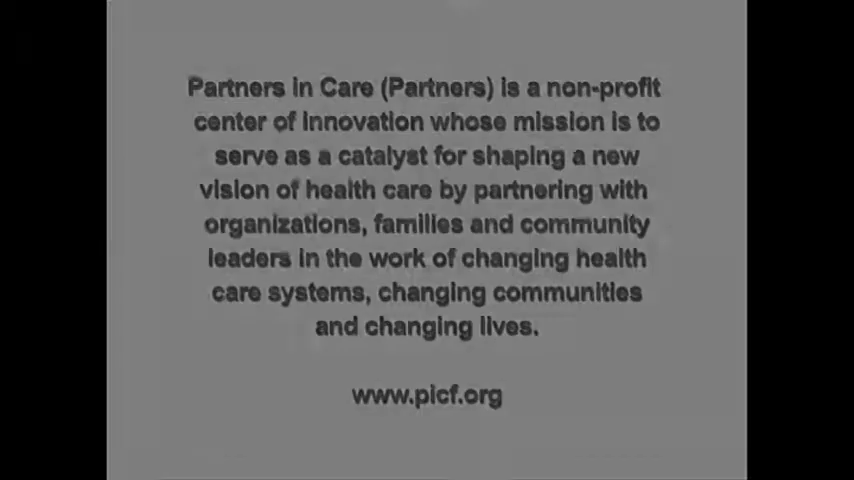 Partners in Care (Partners) is a non-profit
center of innovation whose mission is to
serve as a catalyst for shaping a new
vision of health care by partnering with
organizations, families and community
leaders in the work of changing health
care systems, changing communities
and changing lives.
www.picf.org